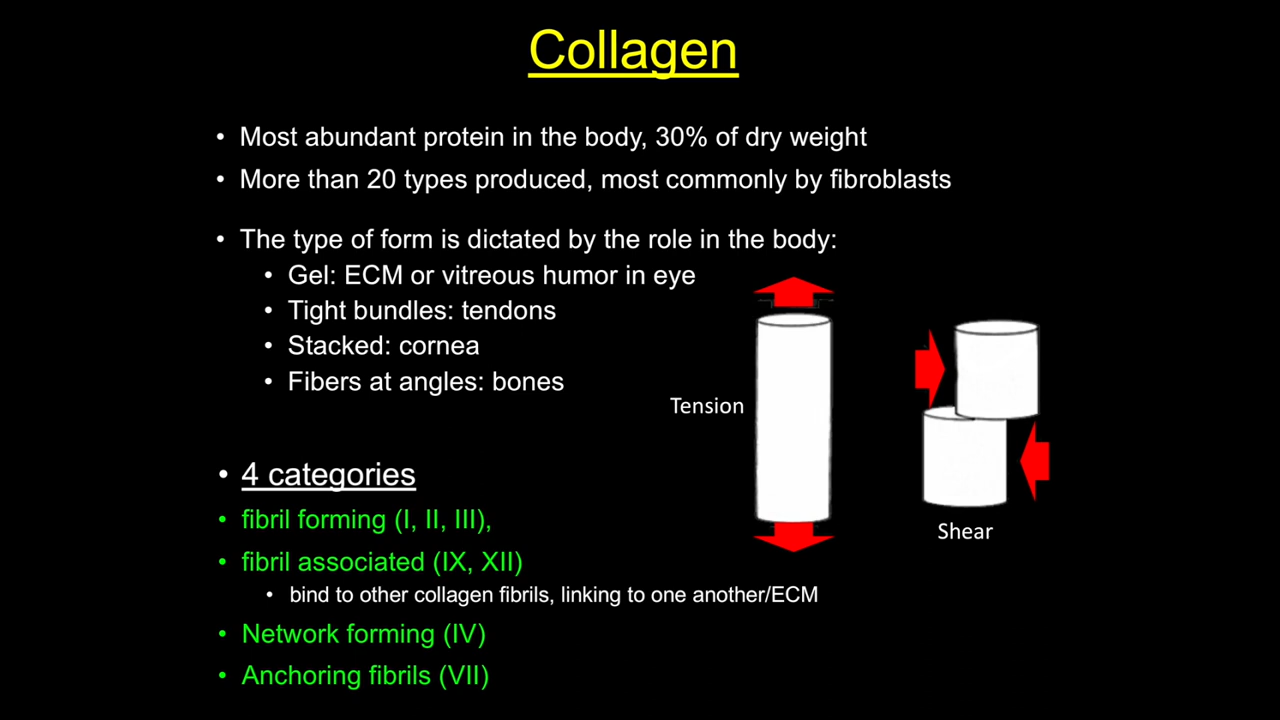 Collagen
• Most abundant protein in the body, 30% of dry weight
• More than 20 types produced, most commonly by fibroblasts
• The type of form is dictated by the role in the body:
• Gel: ECM or vitreous humor in eye
• Tight bundles: tendons
• Stacked: cornea
• Fibers at angles: bones
Tension
Shear
• 4 categories
• fibril forming (I, II, III),
• fibril associated (IX, XII)
• bind to other collagen fibrils, linking to one another/ECM
• Network forming (IV)
• Anchoring fibrils (VII)